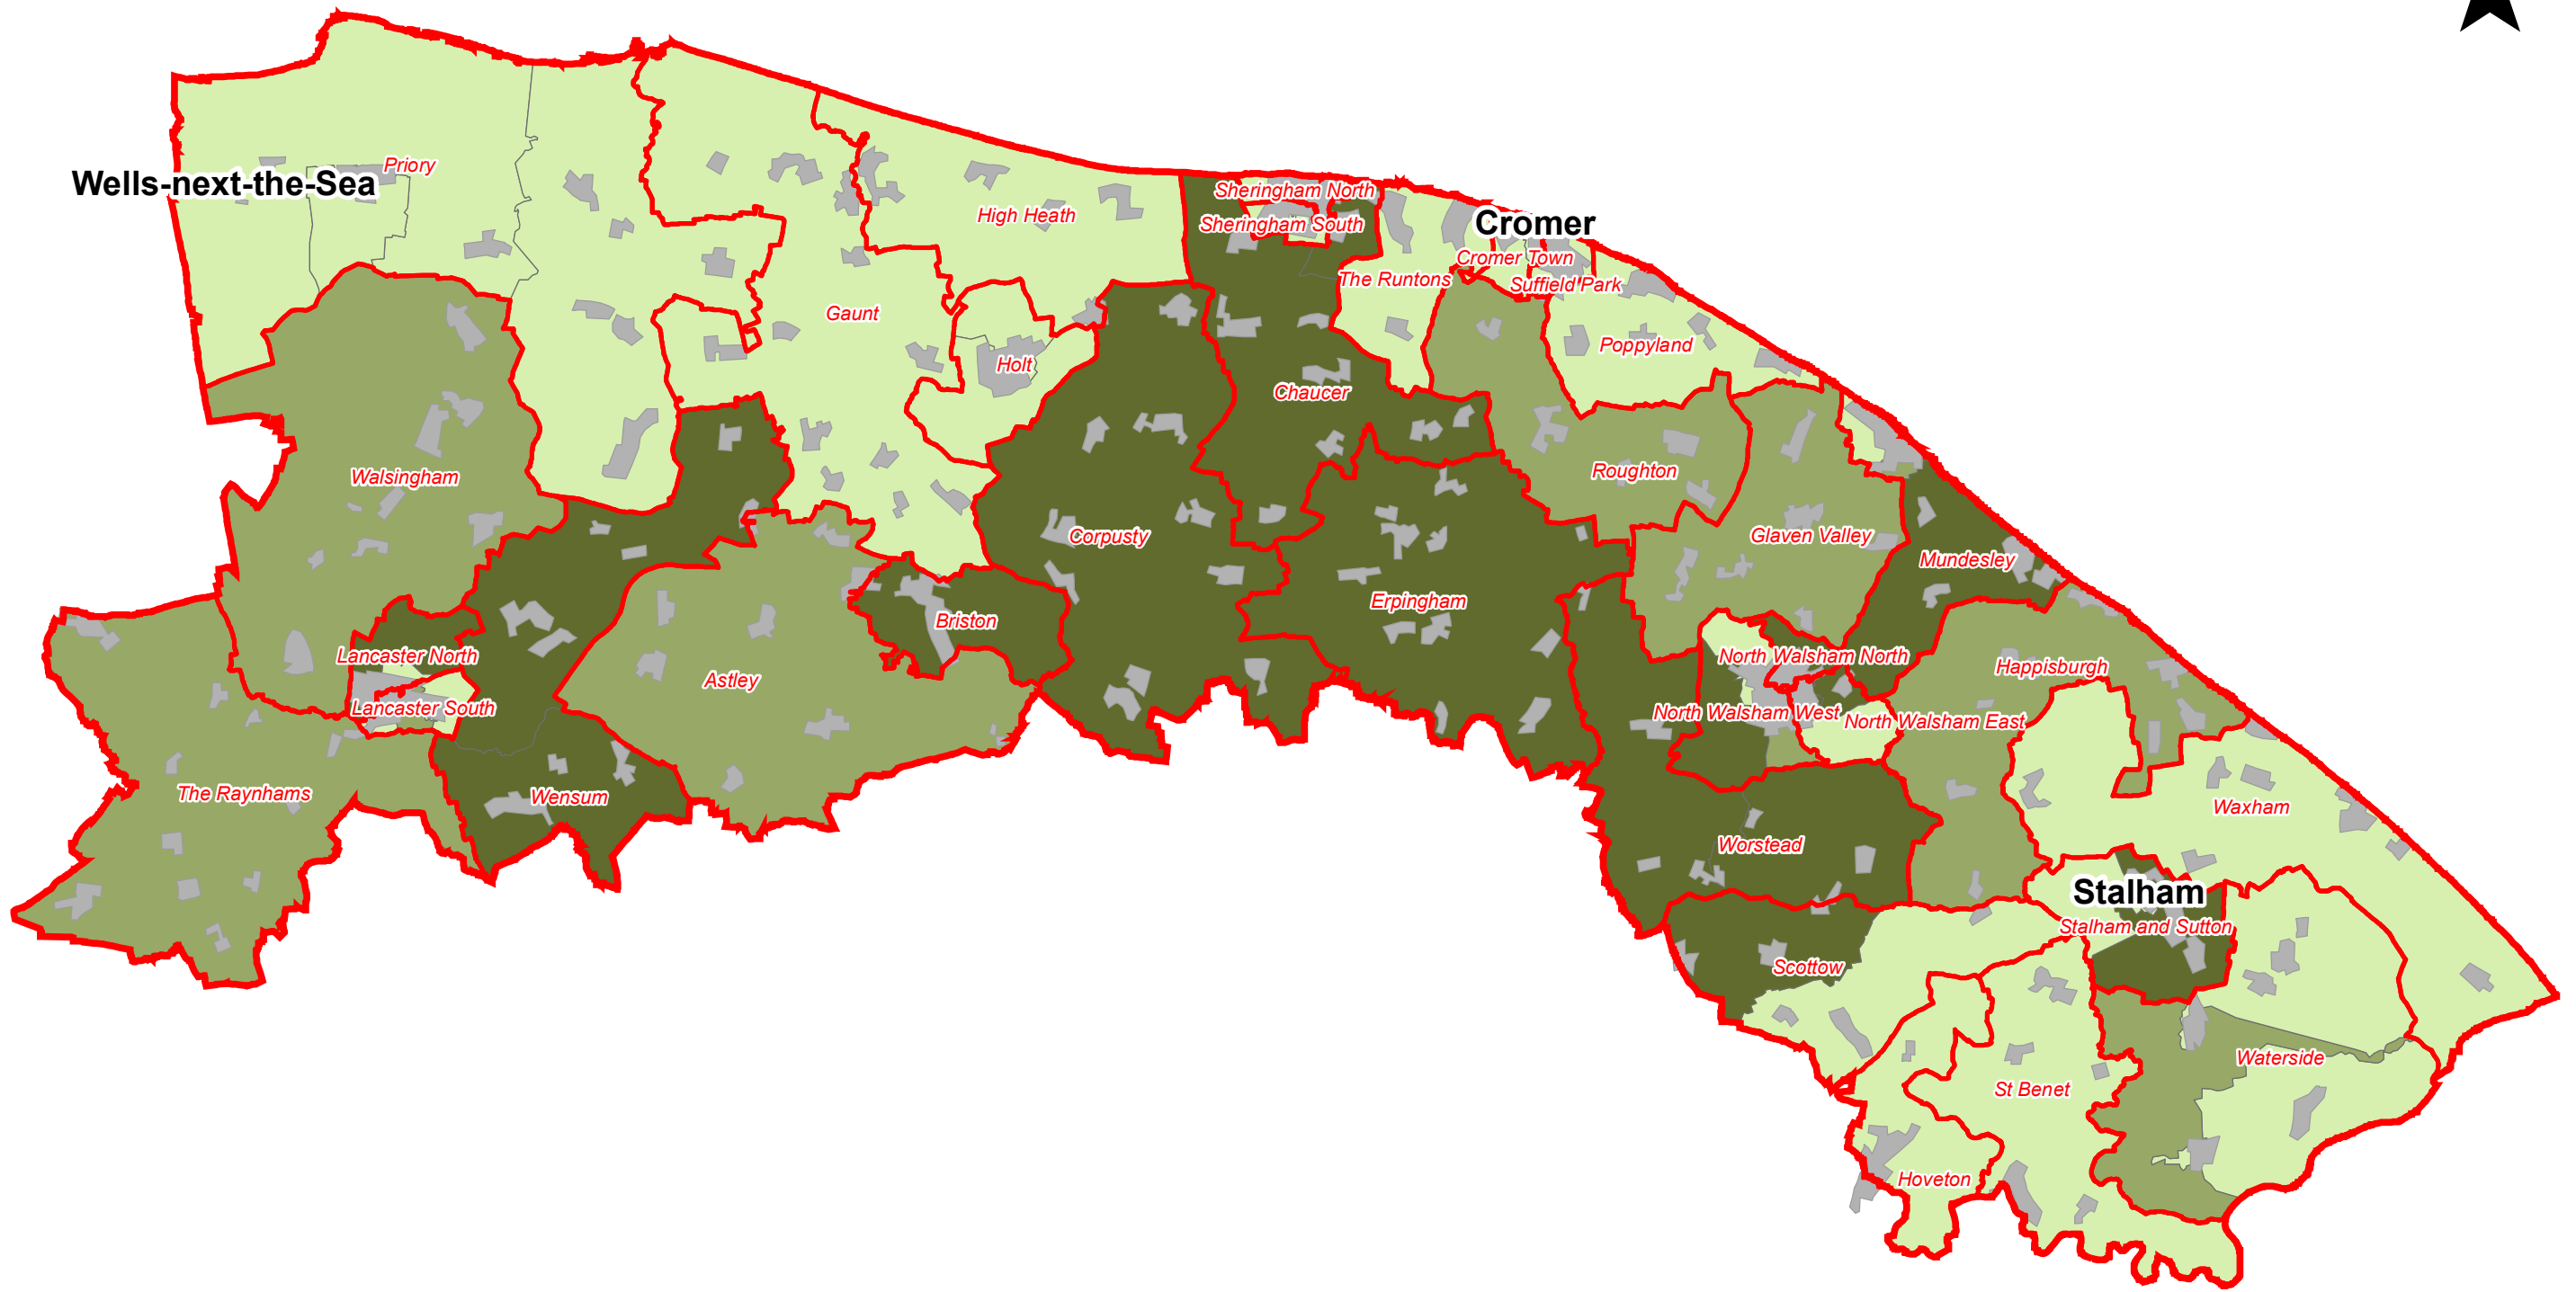 Priory
Wells-next-the-Sea
Sheringham North
High Heath
Sheringham South
Cromer
Cromer Town
The Runtons
Suffield Park
Gaunt
Poppyland
Holt
Chaucer
Walsingham
Roughton
Corpusty
Glaven Valley
Mundesley
Erpingham
Briston
Lancaster North
North Walsham North
Happisburgh
Astley
Lancaster South
North Walsham West
North Walsham East
The Raynhams
Wensum
Waxham
Worstead
Stalham
Stalham and Sutton
Scottow
Waterside
St Benet
Hoveton